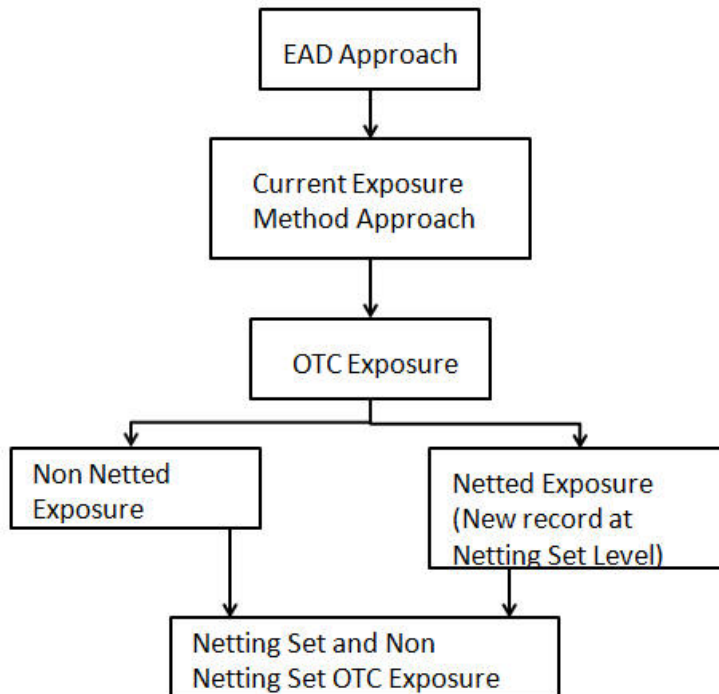 EAD Approach
Current Exposure
Method Approach
OTC Exposure
Non Netted
Exposure
Netted Exposure
(New record at
Netting Set Level)
Netting Set and Non
Netting Set OTC Exposure